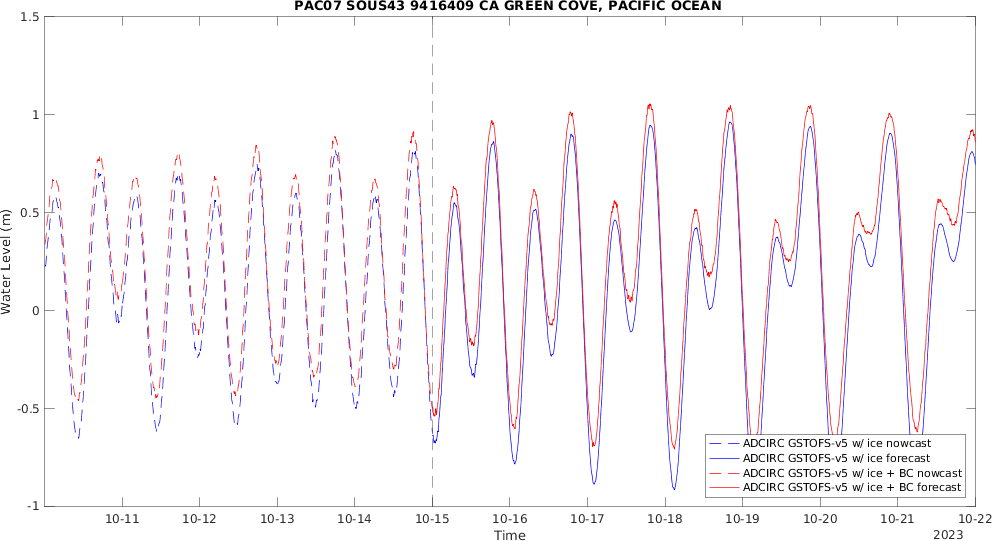 PAC07 SOUS43 9416409 CA GREEN COVE, PACIFIC OCEAN
1.5
1
0.5
0
-0.5
-1
Water Level (m)
10-11 10-12 10-13 10-14 10-15 10-16 10-17 10-18 10-19 10-20 10-21 10-22
Time
2023
ADCIRC GSTOFS-v5 w/ ice nowcast
ADCIRC GSTOFS-v5 w/ ice forecast
ADCIRC GSTOFS-v5 w/ ice + BC nowcast
ADCIRC GSTOFS-v5 w/ ice + BC forecast